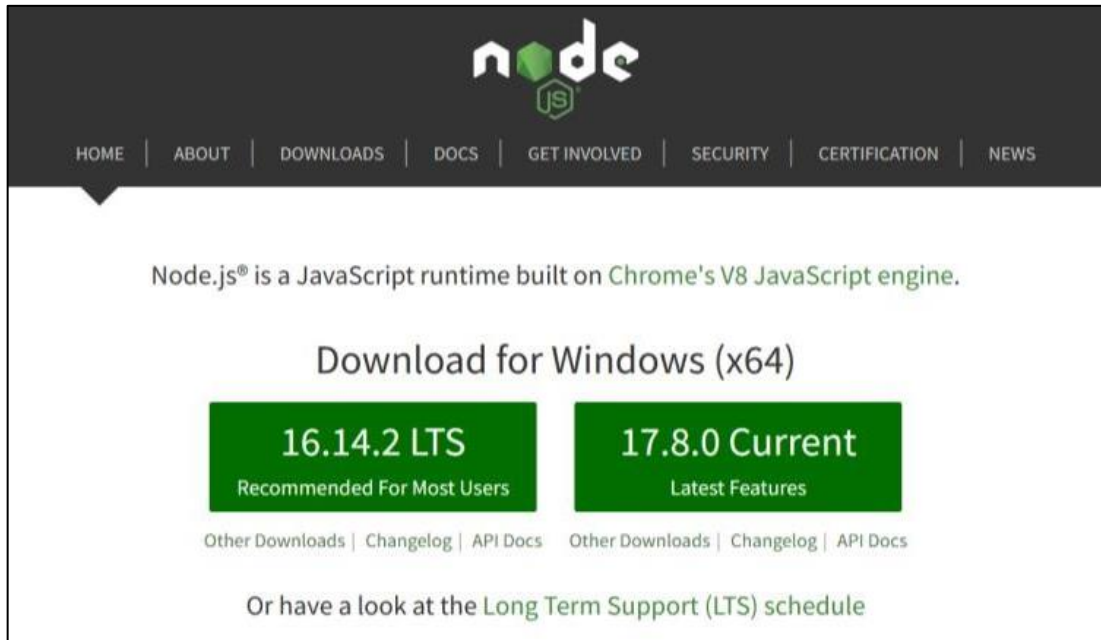 node
JS
HOME | ABOUT | DOWNLOADS | DOCS | GET INVOLVED | SECURITY | CERTIFICATION | NEWS
Node.js® is a JavaScript runtime built on Chrome's V8 JavaScript engine.
Download for Windows (x64)
16.14.2 LTS 17.8.0 Current
Recommended For Most Users Latest Features
Other Downloads | Changelog | API Docs Other Downloads | Changelog | API Docs
Or have a look at the Long Term Support (LTS) schedule